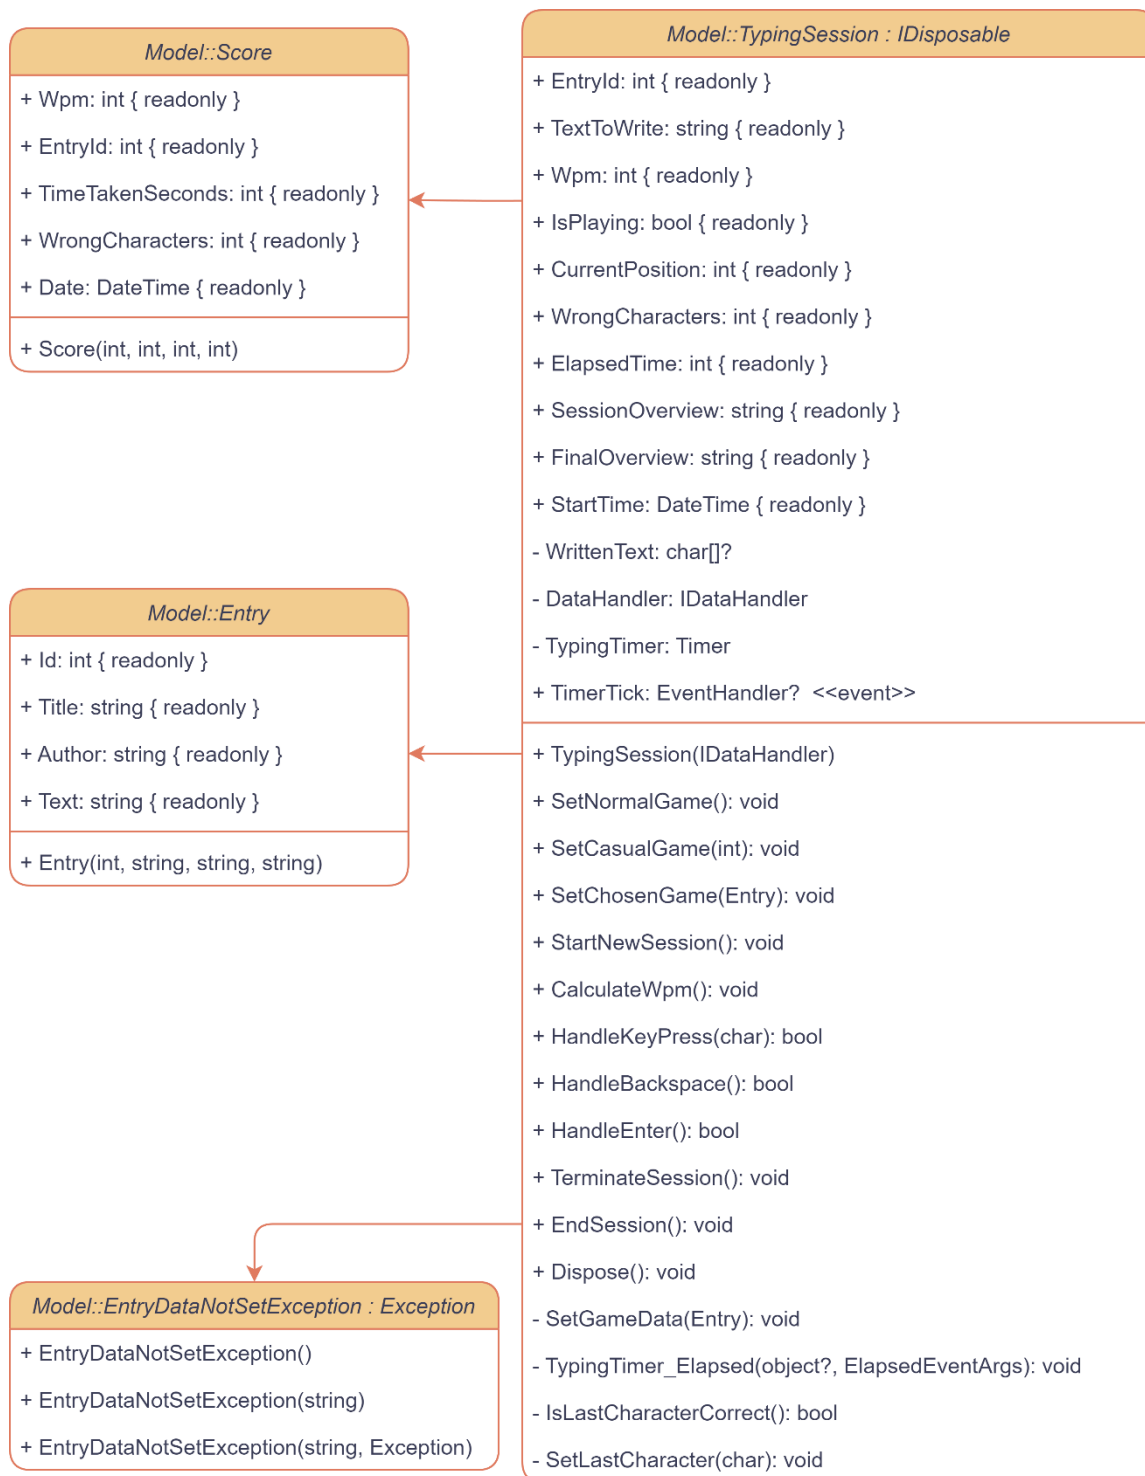 Model::Score
+ Wpm: int { readonly }
+ EntryId: int { readonly }
+ TimeTakenSeconds: int { readonly }
+ WrongCharacters: int { readonly }
+ Date: DateTime { readonly }
+ Score(int, int, int, int)
Model::Entry
+ Id: int { readonly }
+ Title: string { readonly }
+ Author: string { readonly }
+ Text: string { readonly }
+ Entry(int, string, string, string)
Model::EntryDataNotSetException : Exception
+ EntryDataNotSetException()
+ EntryDataNotSetException(string)
+ EntryDataNotSetException(string, Exception)
Model::TypingSession : IDisposable
+ EntryId: int { readonly }
+ TextToWrite: string { readonly }
+ Wpm: int { readonly }
+ IsPlaying: bool { readonly }
+ CurrentPosition: int { readonly }
+ WrongCharacters: int { readonly }
+ ElapsedTime: int { readonly }
+ SessionOverview: string { readonly }
+ FinalOverview: string { readonly }
+ StartTime: DateTime { readonly }
- WrittenText: char[]?
- DataHandler: IDataHandler
- TypingTimer: Timer
+ TimerTick: EventHandler? <<event>>
+ TypingSession(IDataHandler)
+ SetNormalGame(): void
+ SetCasualGame(int): void
+ SetChosenGame(Entry): void
+ StartNewSession(): void
+ CalculateWpm(): void
+ HandleKeyPress(char): bool
+ HandleBackspace(): bool
+ HandleEnter(): bool
+ TerminateSession(): void
+ EndSession(): void
+ Dispose(): void
- SetGameData(Entry): void
- TypingTimer_Elapsed(object?, ElapsedEventArgs): void
- IsLastCharacterCorrect(): bool
- SetLastCharacter(char): void